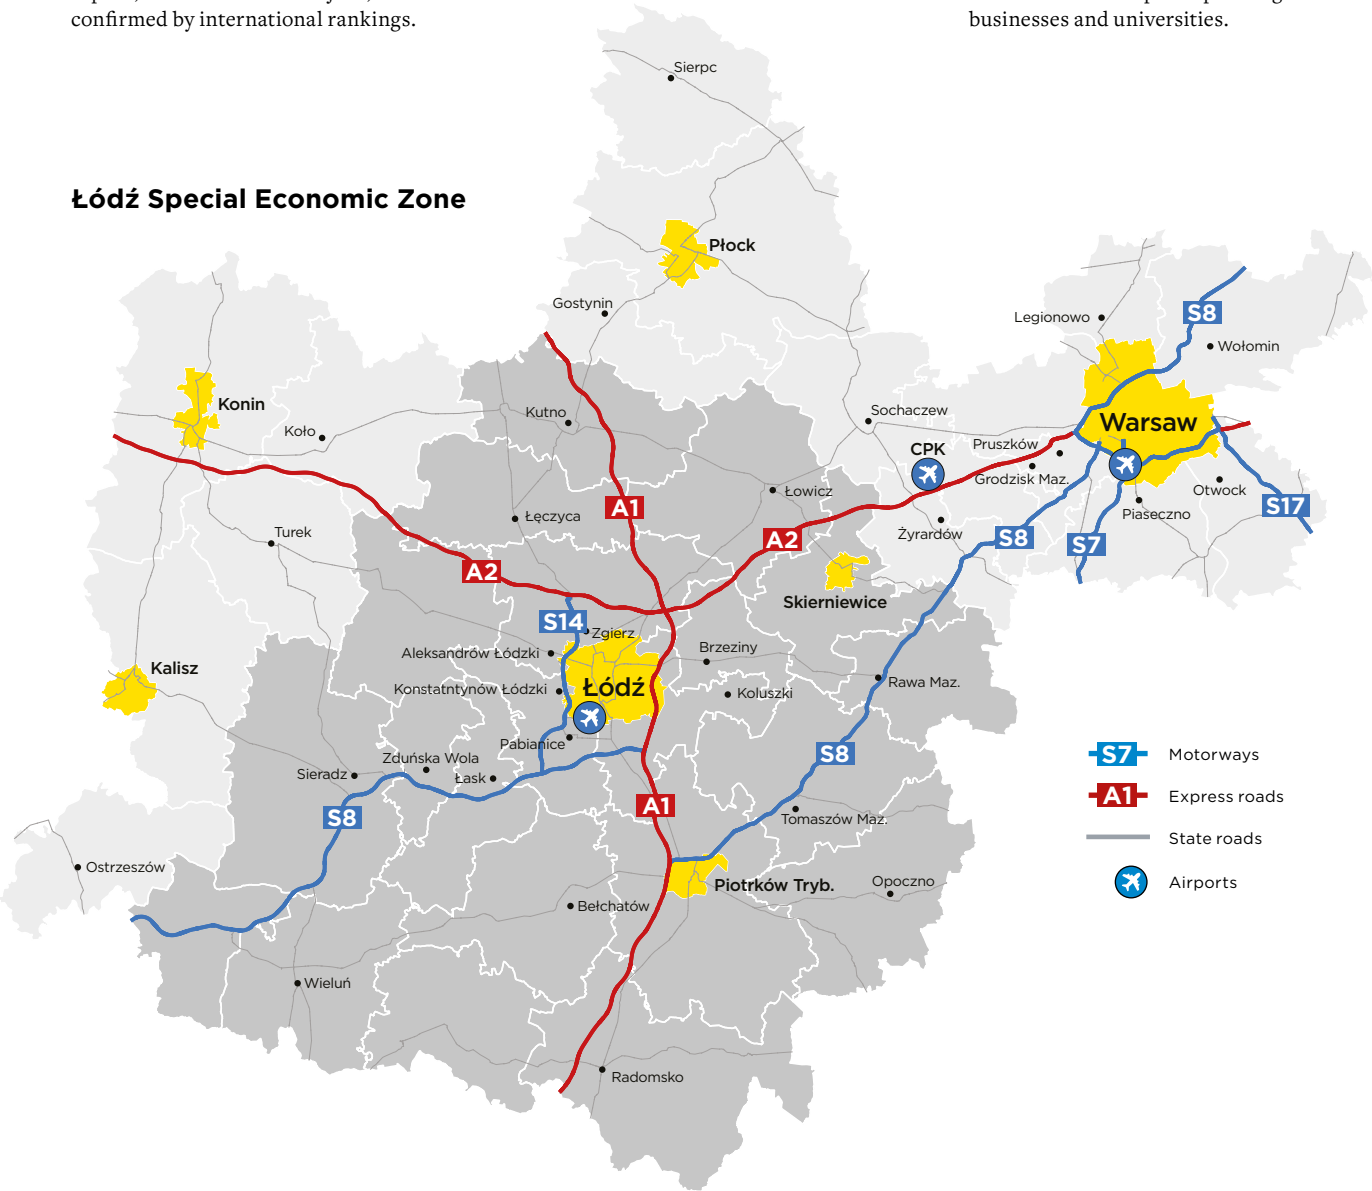 confirmed by international rankings.
businesses and universities.
Łódź Special Economic Zone
Sierpc
Płock
Gostynin
Legionowo
S8
Wołomin
Konin
Koło
Kutno
Sochaczew
Warsaw
CPK
Pruszków
Grodzisk Maz.
Otwock
Łowicz
A1
Łęczyca
Turek
A2
Żyrardów
S8
S7
Piaseczno
S17
A2
Skierniewice
S14
Zgierz
Aleksandrów Łódzki
Brzeziny
Kalisz
Konstatntynów Łódzki
Łódź
Koluszki
Rawa Maz.
Pabianice
Zduńska Wola
Sieradz
Łask
S8
S7 Motorways
A1 Express roads
State roads
Airports
S8
A1
Tomaszów Maz.
Ostrzeszów
Piotrków Tryb.
Opoczno
Bełchatów
Wieluń
Radomsko